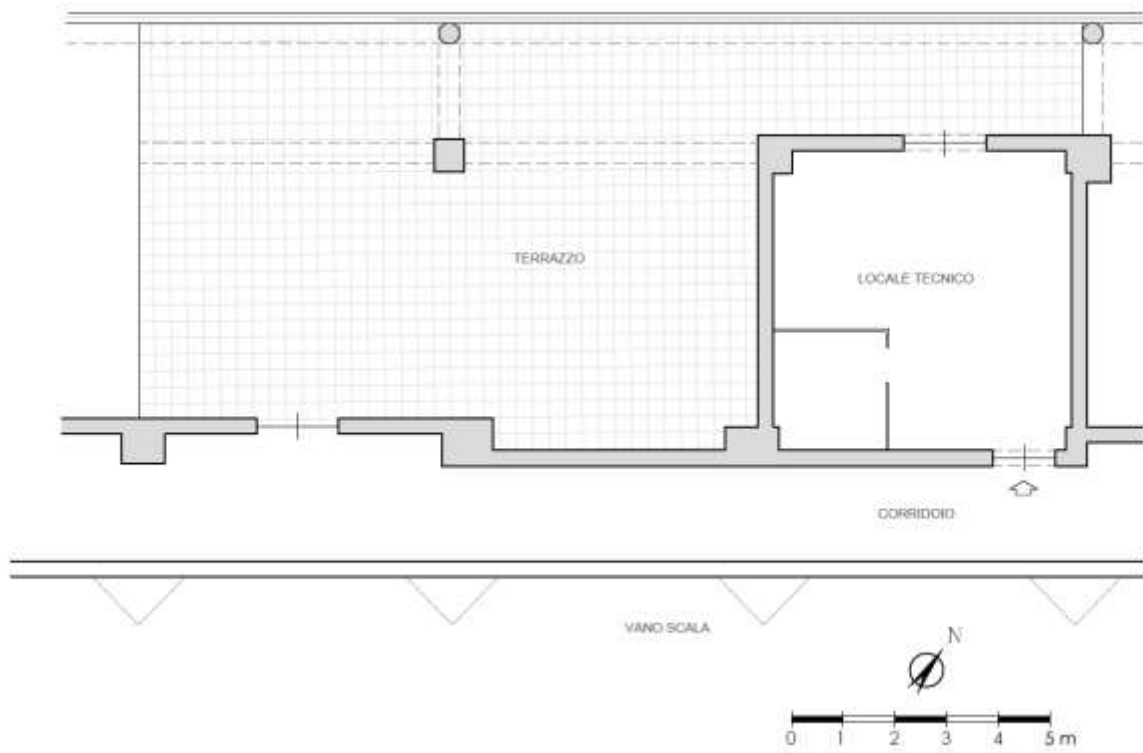 TERRAZZO
LOCALE TECNICO
CORRIDOIO
VANO SCALA
N
0 1 2 3 4 5 m